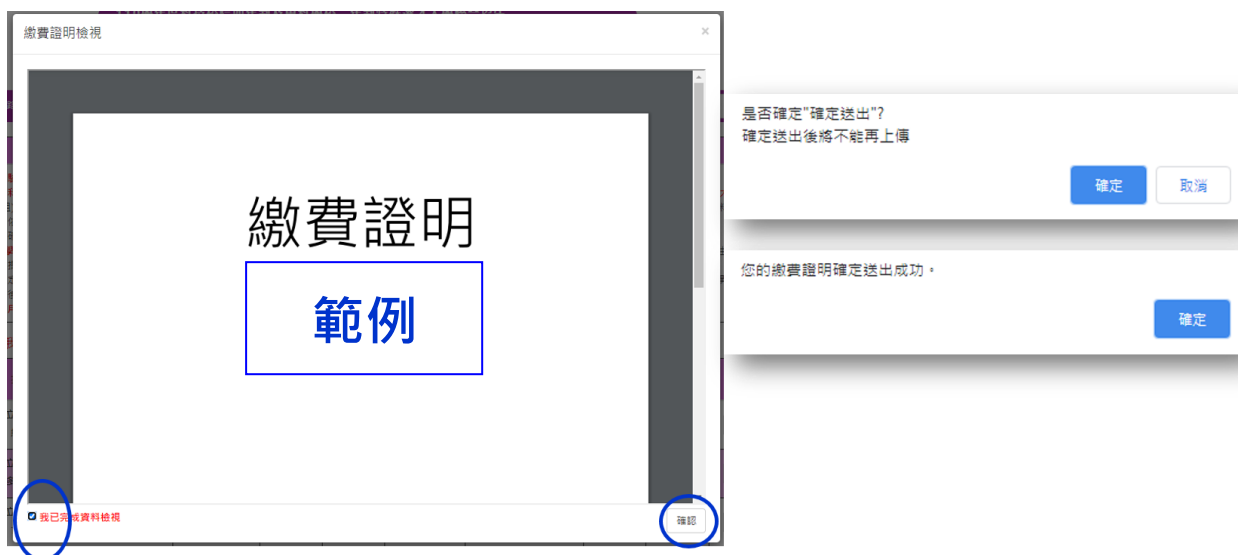 繳費證明檢視
×
繳費證明
範例
我已完成資料檢視
確認
是否確定"確定送出"?
確定送出後將不能再上傳
確定
取消
您的繳費證明確定送出成功。
確定